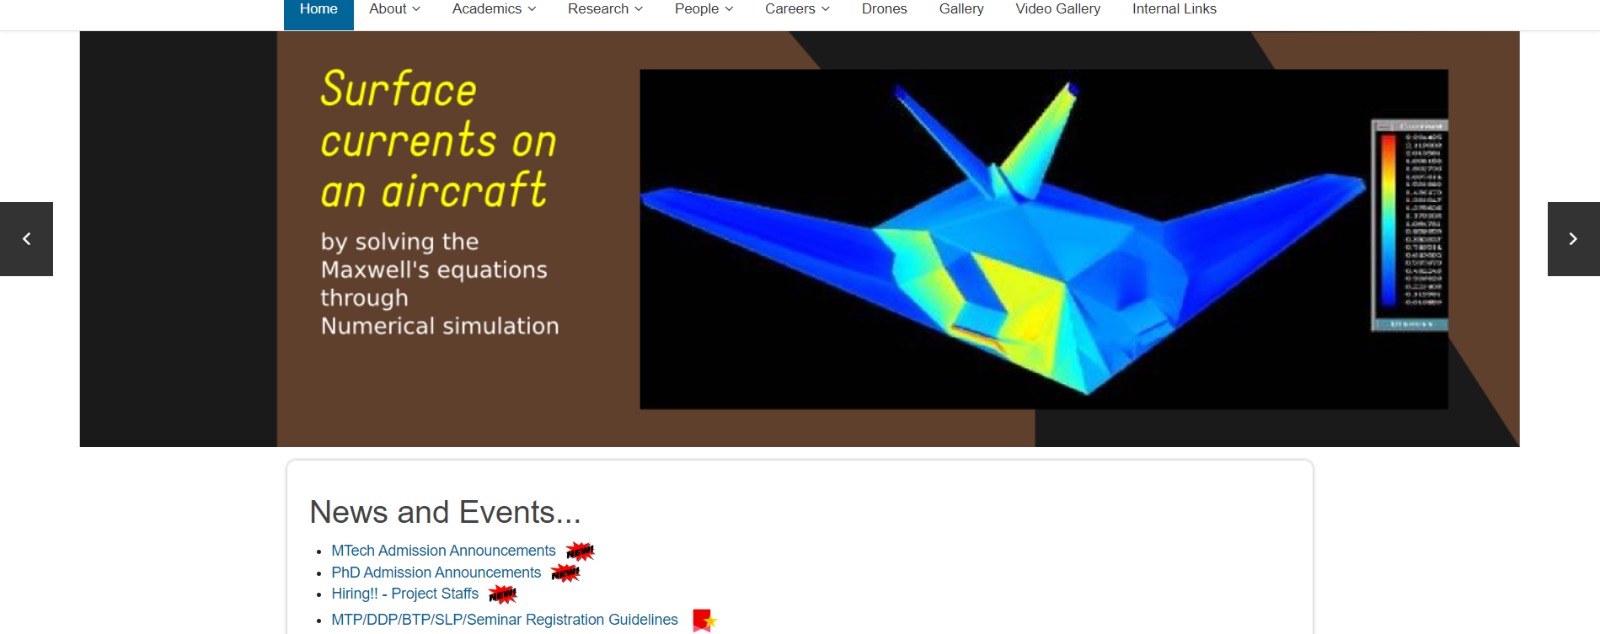 Home About Academics Research People Careers Drones Gallery Video Gallery Internal Links
Surface
currents on
an aircraft
by solving the
Maxwell's equations
through
Numerical simulation
News and Events...
MTech Admission Announcements NEW!
PhD Admission Announcements NEW!
Hiring!! - Project Staffs NEW!
MTP/DDP/BTP/SLP/Seminar Registration Guidelines